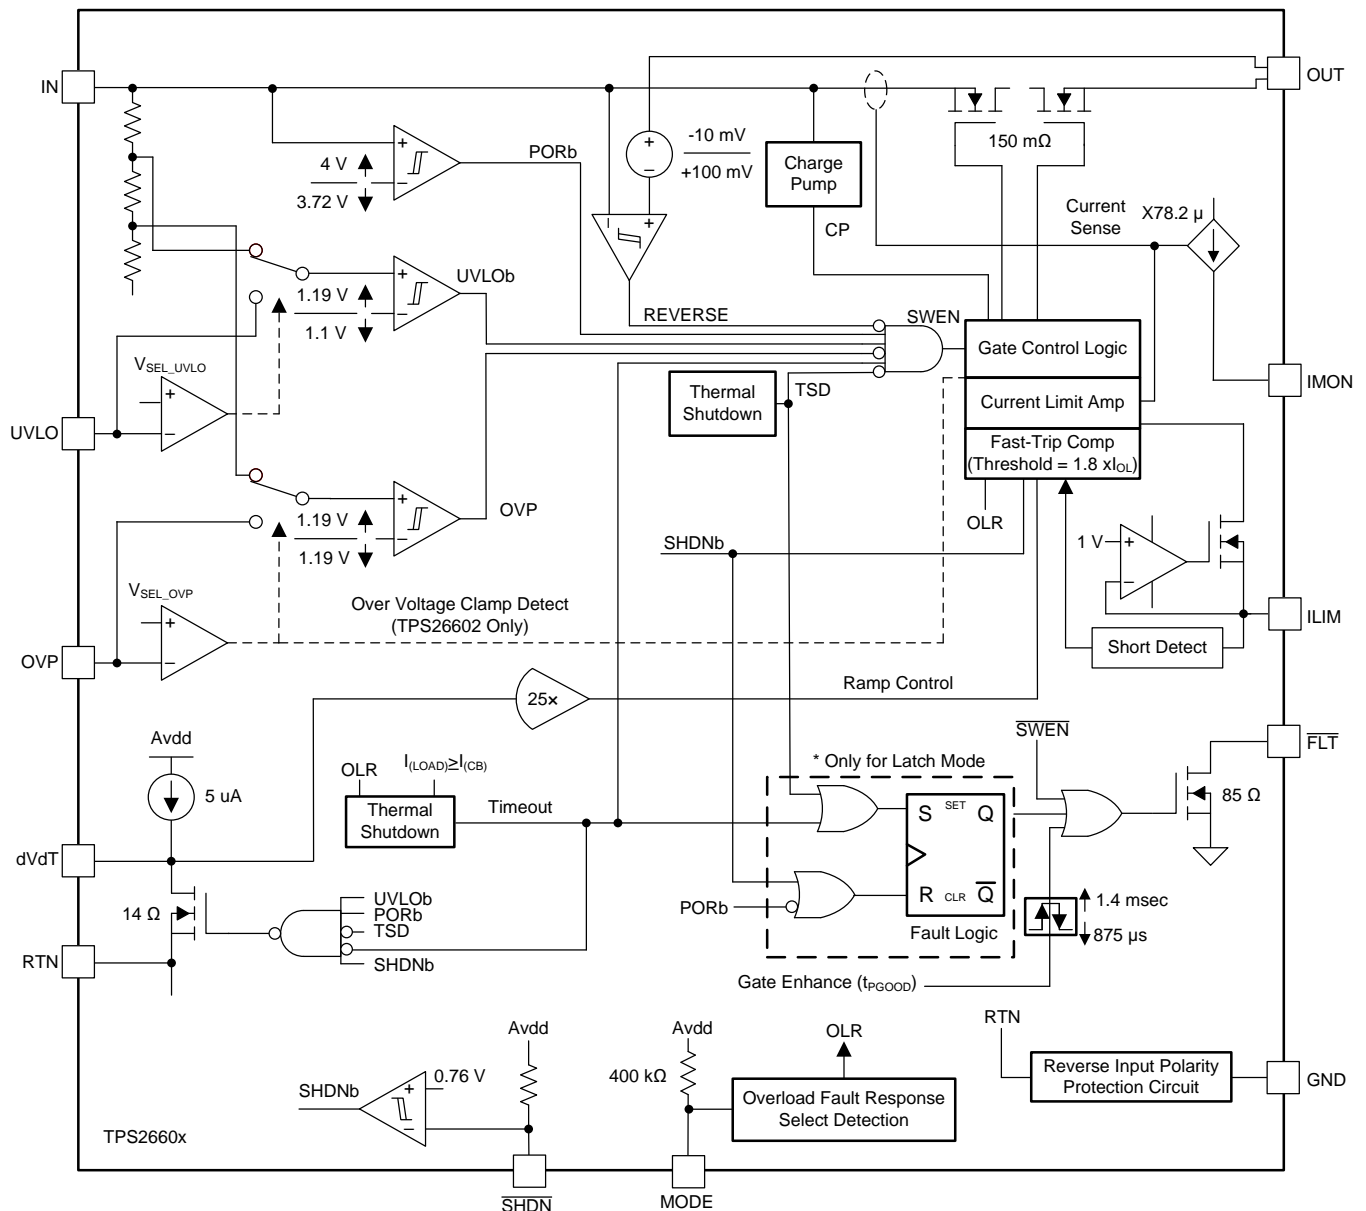 IN
OUT
-10 mV
+100 mV
150 mΩ
4 V
3.72 V
PORb
Charge
Pump
CP
Current
Sense
X78.2 µ
UVLOb
1.19 V
1.1 V
REVERSE
SWEN
VSEL_UVLO
Gate Control Logic
IMON
Thermal
Shutdown
TSD
Current Limit Amp
UVLO
Fast-Trip Comp
(Threshold = 1.8 xIOL)
OVP
1.19 V
1.19 V
OLR
SHDNb
1 V
VSEL_OVP
Over Voltage Clamp Detect
(TPS26602 Only)
ILIM
Short Detect
OVP
25×
Ramp Control
SWEN
FLT
Avdd
5 uA
OLR
I(LOAD)≥I(CB)
Thermal
Shutdown
Timeout
* Only for Latch Mode
S SET Q
R CLR Q
Fault Logic
85 Ω
dVdT
14 Ω
UVLOb
PORb
TSD
SHDNb
PORb
1.4 msec
875 µs
RTN
Gate Enhance (tPGOOD)
RTN
Avdd
Avdd
OLR
SHDNb
0.76 V
400 kΩ
Overload Fault Response
Select Detection
Reverse Input Polarity
Protection Circuit
GND
TPS2660x
SHDN
MODE